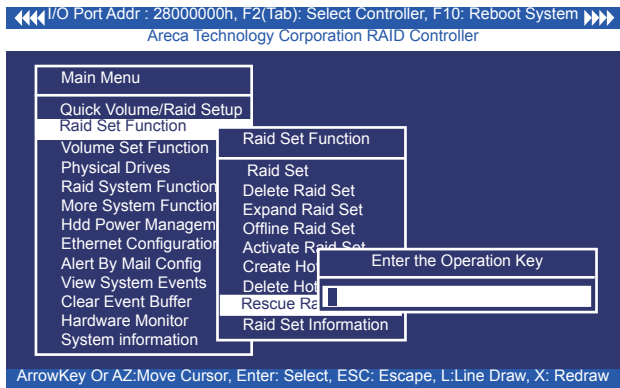 I/O Port Addr : 28000000h, F2(Tab): Select Controller, F10: Reboot System
Areca Technology Corporation RAID Controller
Main Menu
Quick Volume/Raid Setup
Raid Set Function
Volume Set Function
Physical Drives
Raid System Function
More System Function
Hdd Power Managem
Ethernet Configuration
Alert By Mail Config
View System Events
Clear Event Buffer
Hardware Monitor
System information
Raid Set Function
Raid Set
Delete Raid Set
Expand Raid Set
Offline Raid Set
Activate Raid Set
Create Ho
Delete Hot
Rescue Ra
Raid Set Information
Enter the Operation Key
ArrowKey Or AZ:Move Cursor, Enter: Select, ESC: Escape, L:Line Draw, X: Redraw